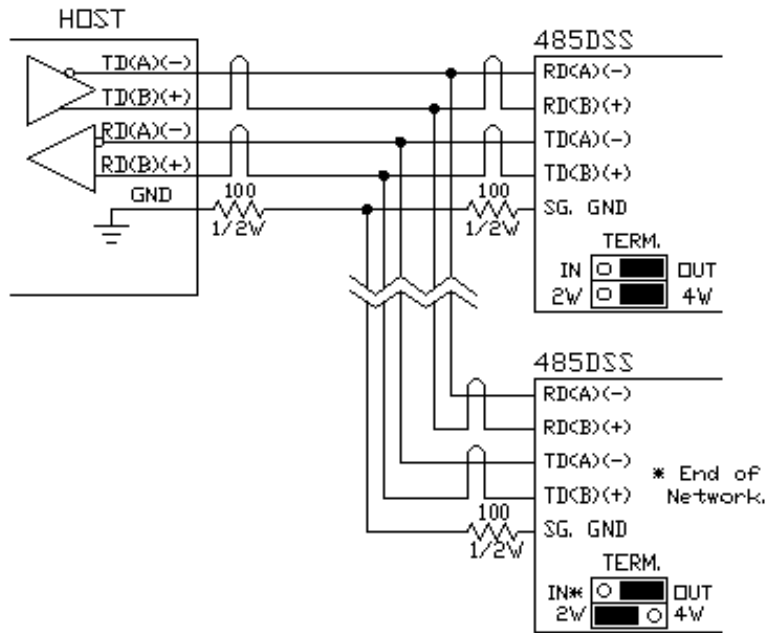 HOST
TD(A)(-)
TD(B)(+)
RD(A)(-)
RD(B)(+)
GND
100
1/2W
100
1/2W
485DSS
RD(A)(-)
RD(B)(+)
TD(A)(-)
TD(B)(+)
SG. GND
TERM.
IN OUT
2W 4W
485DSS
RD(A)(-)
RD(B)(+)
TD(A)(-)
TD(B)(+)
* End of
Network.
100
1/2W
SG. GND
TERM.
IN* OUT
2W 4W